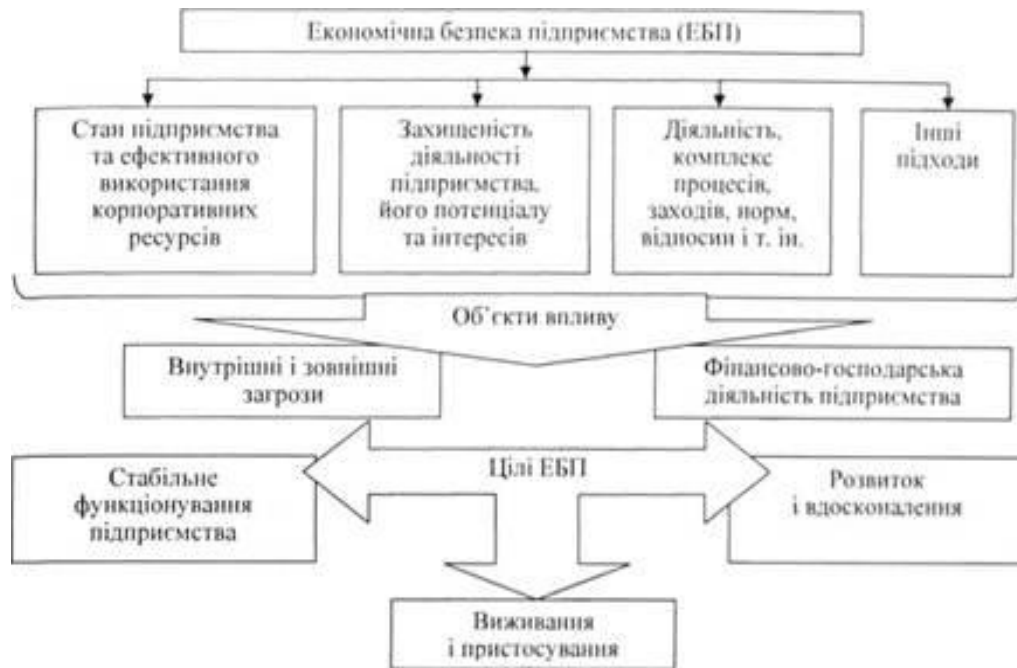 Економічна безпека підприємства (ЕБП)
Стан підприємства
та ефективного
використання
корпоративних
ресурсів
Захищеність
діяльності
підприємства,
його потенціалу
та інтересів
Діяльність,
комплекс
процесів,
заходів, норм,
відносин і т. ін.
Інші
підходи
Об’єкти впливу
Внутрішні і зовнішні
загрози
Фінансово-господарська
діяльність підприємства
Цілі ЕБП
Стабільне
функціонування
підприємства
Розвиток
і вдосконалення
Виживання
і пристосування